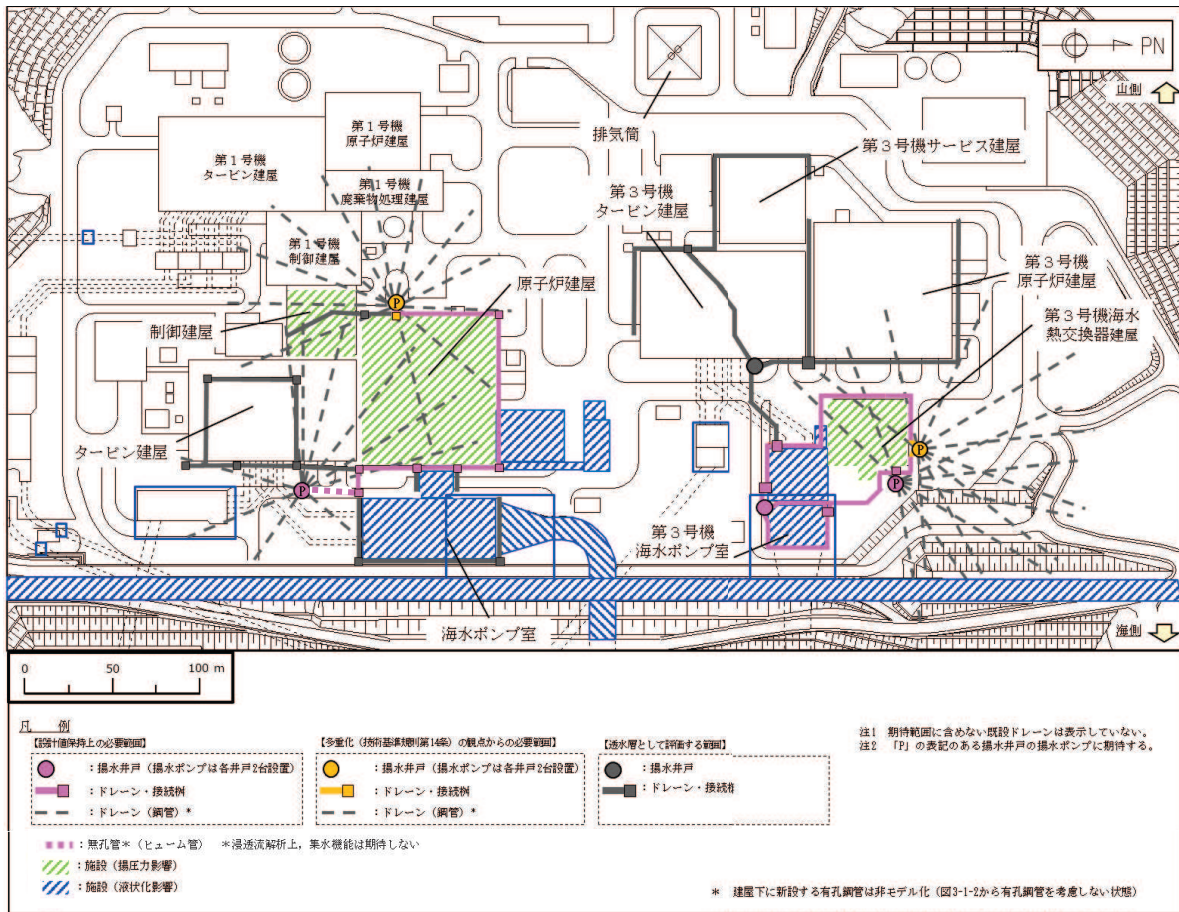 PN
山側
排気筒
第1号機
原子炉建屋
第1号機
タービン建屋
第1号機
廃棄物処理建屋
第1号機
制御建屋
第3号機サービス建屋
第3号機
タービン建屋
第3号機
原子炉建屋
原子炉建屋
P
制御建屋
第3号機海水
熱交換器建屋
タービン建屋
P
P
P
第3号機
海水ポンプ室
海水ポンプ室
海側
0 50 100 m
凡 例
【設計値保持上の必要範囲】
:揚水井戸(揚水ポンプは各井戸2台設置)
:ドレーン・接続桝
:ドレーン(鋼管)*
【多重化(技術基準規則第14条)の観点からの必要範囲】
:揚水井戸(揚水ポンプは各井戸2台設置)
:ドレーン・接続桝
:ドレーン(鋼管)*
【透水層として評価する範囲】
:揚水井戸
:ドレーン・接続
注1 期待範囲に含めない既設ドレーンは表示していない。
注2 「P」の表記のある揚水井戸の揚水ポンプに期待する。
:無孔管*(ヒューム管) *浸透流解析上,集水機能は期待しない
:施設(揚圧力影響)
:施設(液状化影響)
* 建屋下に新設する有孔鋼管は非モデル化(図3-1-2から有孔鋼管を考慮しない状態)